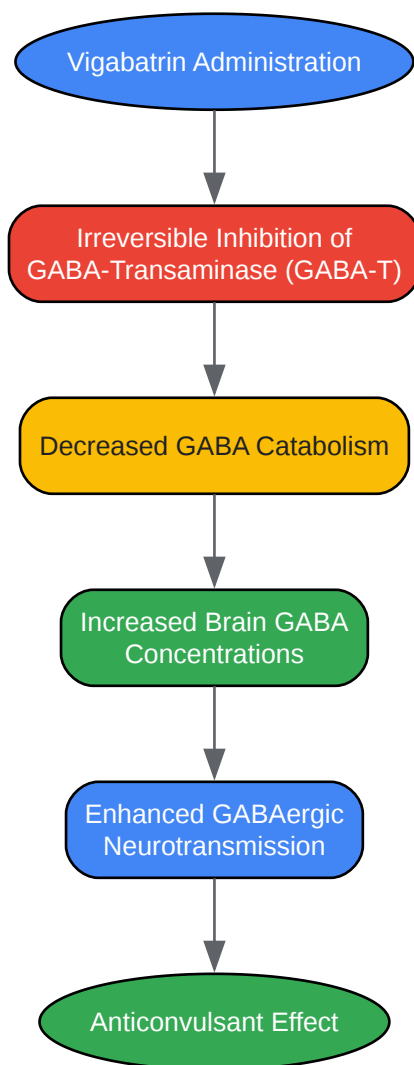 Vigabatrin Administration
Irreversible Inhibition of
GABA-Transaminase (GABA-T)
Decreased GABA Catabolism
Increased Brain GABA
Concentrations
Enhanced GABAergic
Neurotransmission
Anticonvulsant Effect